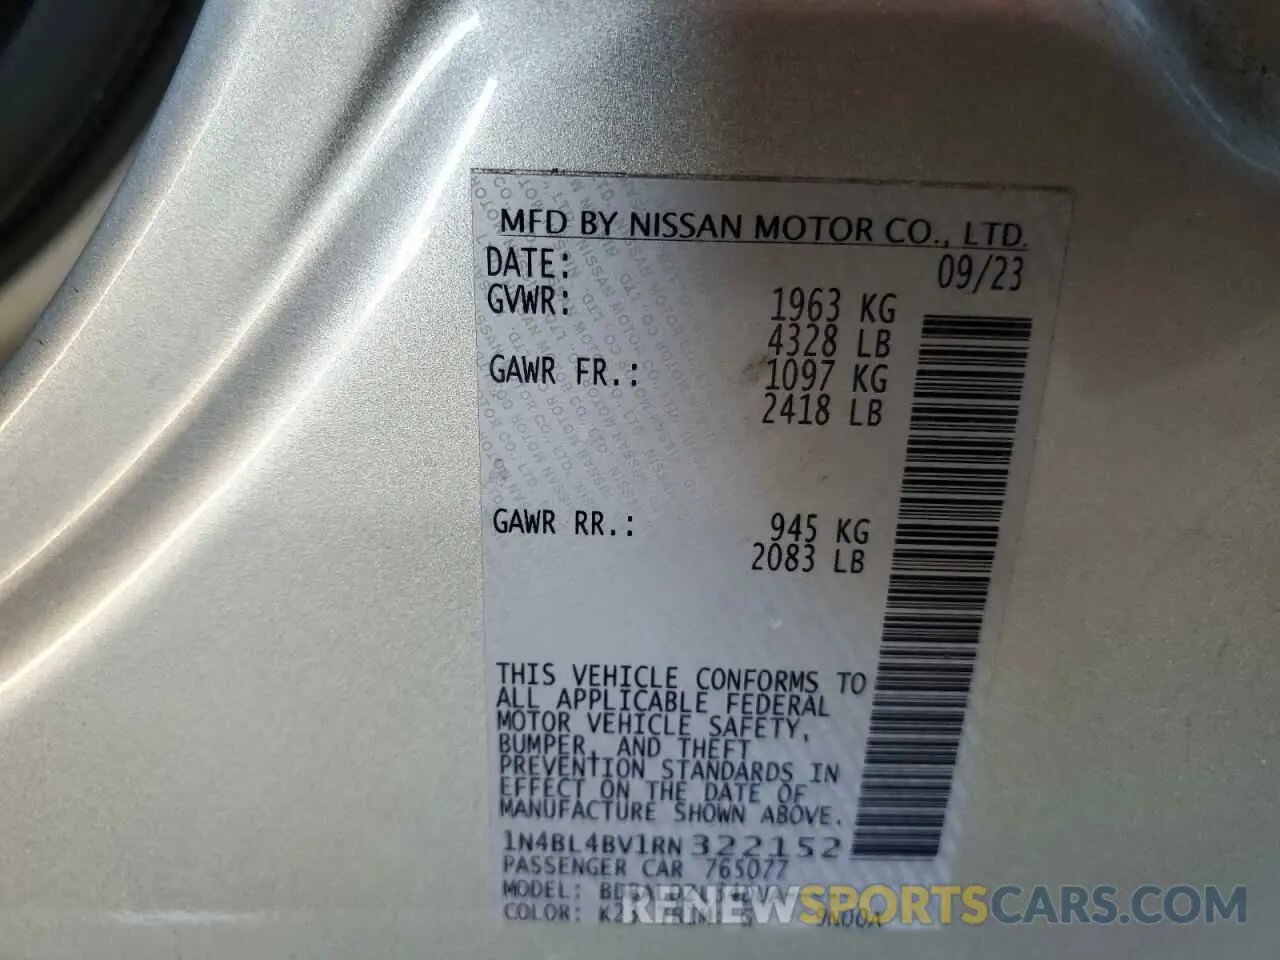 MFD BY NISSAN MOTOR CO., LTD.
DATE: 09/23
GVWR: 1963 KG
4328 LB
GAWR FR.: 1097 KG
2418 LB
GAWR RR.: 945 KG
2083 LB
THIS VEHICLE CONFORMS TO
ALL APPLICABLE FEDERAL
MOTOR VEHICLE SAFETY,
BUMPER, AND THEFT
PREVENTION STANDARDS IN
EFFECT ON THE DATE OF
MANUFACTURE SHOWN ABOVE.
1N4BL4BV1RN322152
PASSENGER CAR 765077
MODEL:
COLOR:
RENEWSPORTSCARS.COM